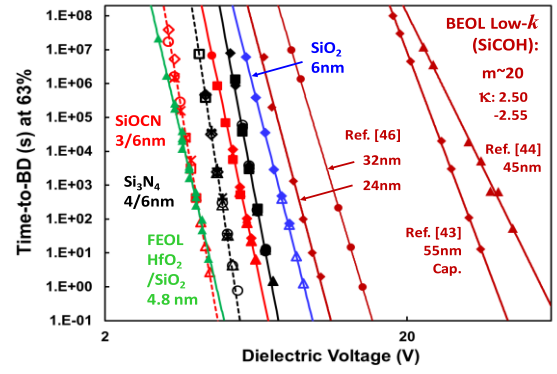 Time-to-BD (s) at 63%
1.E+08
1.E+07
1.E+06
1.E+05
1.E+04
1.E+03
1.E+02
1.E+01
1.E+00
1.E-01
2
20
Dielectric Voltage (V)
SiOCN
3/6nm
Si3N4
4/6nm
FEOL
HfO2
/SiO2
4.8 nm
SiO2
6nm
BEOL Low-k
(SiCOH):
m~20
κ: 2.50
-2.55
Ref. [46]
32nm
24nm
Ref. [44]
45nm
Ref. [43]
55nm
Cap.